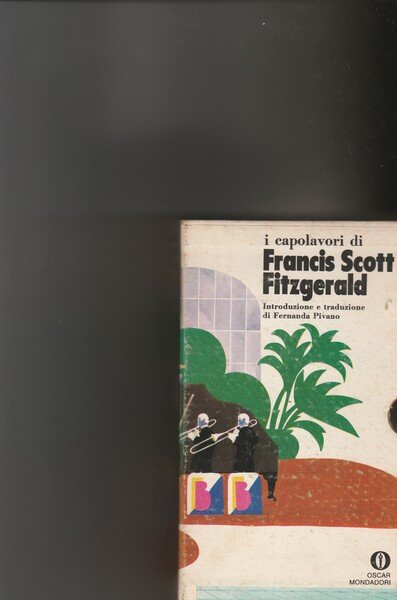 i capolavori di
Francis Scott
Fitzgerald
Introduzione e traduzione
di Fernanda Pivano
B B
OSCAR
MONDADORI